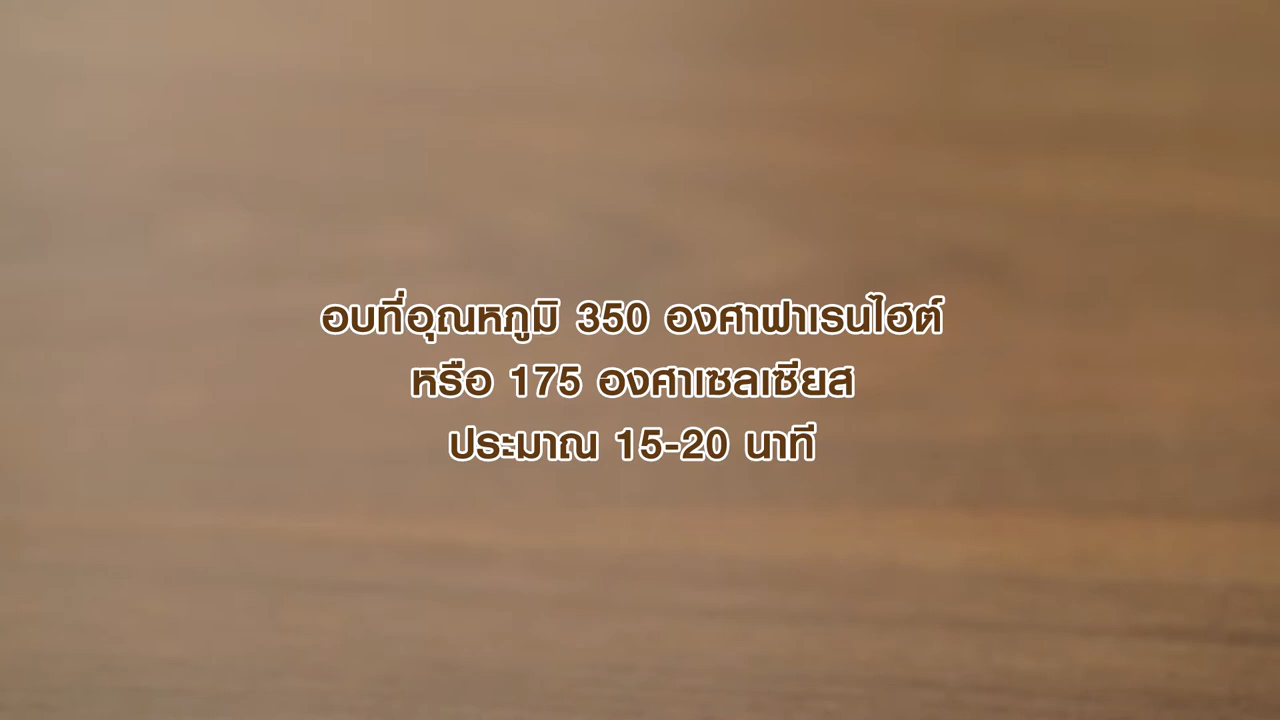 อบที่อุณหภูมิ 350 องศาฟาเรนไฮต์
หรือ 175 องศาเซลเซียส
ประมาณ 15-20 นาที